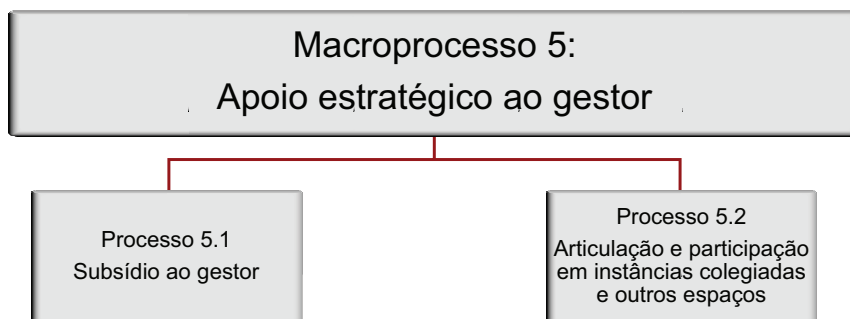 Macroprocesso 5:
Apoio estratégico ao gestor
Processo 5.1
Subsídio ao gestor
Processo 5.2
Articulação e participação
em instâncias colegiadas
e outros espaços